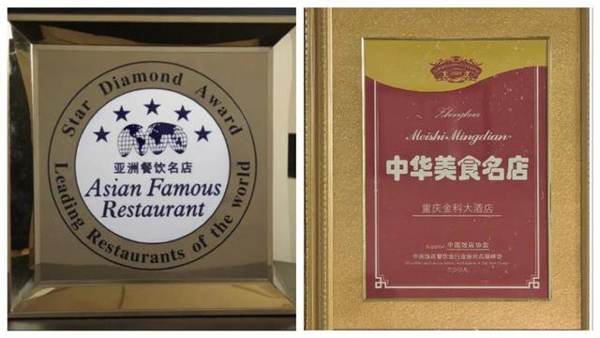 Star Diamond Award
亚洲餐饮名店
Asian Famous
Restaurant
Leading Restaurants of the world
Zhonghua
Meishi Mingdian
中华美食名店
重庆金科大酒店
中国饭店协会